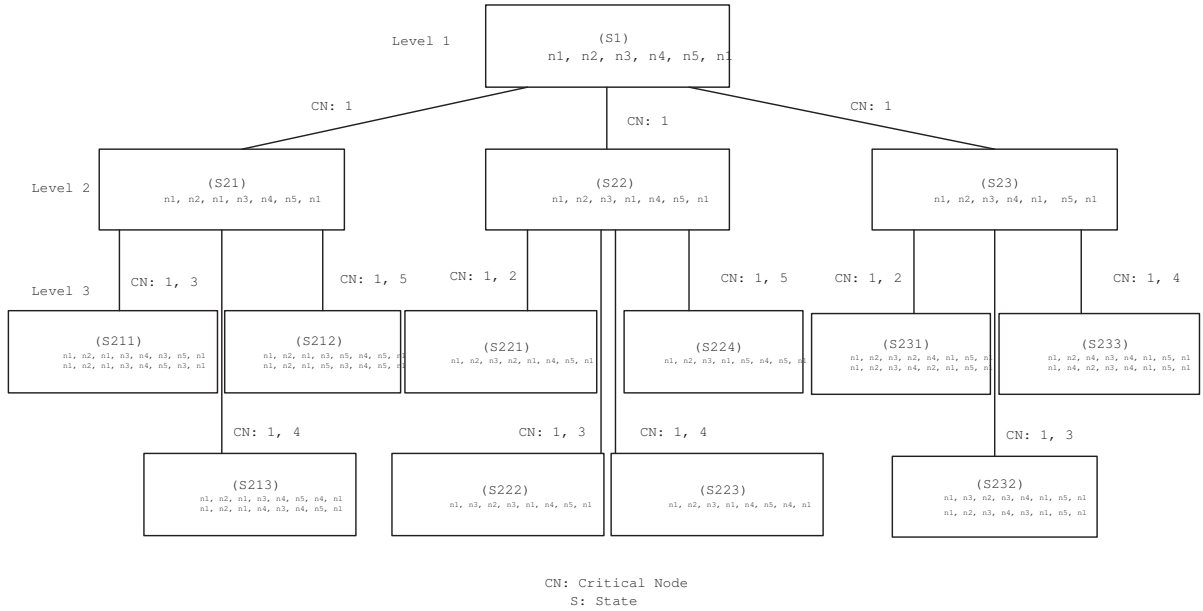 Level 1
(S1)
n1, n2, n3, n4, n5, n1
CN: 1
CN: 1
CN: 1
Level 2
(S21)
n1, n2, n1, n3, n4, n5, n1
(S22)
n1, n2, n3, n1, n4, n5, n1
(S23)
n1, n2, n3, n4, n1, n5, n1
Level 3
CN: 1, 3
CN: 1, 5
CN: 1, 2
CN: 1, 5
CN: 1, 2
CN: 1, 4
(S211)
n1, n2, n1, n3, n4, n3, n5, n1
n1, n2, n1, n3, n4, n5, n3, n1
(S212)
n1, n2, n1, n3, n5, n4, n5, n1
n1, n2, n1, n5, n3, n4, n5, n1
(S221)
n1, n2, n3, n2, n1, n4, n5, n1
(S224)
n1, n2, n3, n1, n5, n4, n5, n1
(S231)
n1, n2, n3, n2, n4, n1, n5, n1
n1, n2, n3, n4, n2, n1, n5, n1
(S233)
n1, n2, n4, n3, n4, n1, n5, n1
n1, n4, n2, n3, n4, n1, n5, n1
CN: 1, 4
CN: 1, 3
CN: 1, 4
CN: 1, 3
(S213)
n1, n2, n1, n3, n4, n5, n4, n1
n1, n2, n1, n4, n3, n4, n5, n1
(S222)
n1, n3, n2, n3, n1, n4, n5, n1
(S223)
n1, n2, n3, n1, n4, n5, n4, n1
(S232)
n1, n3, n2, n3, n4, n1, n5, n1
n1, n2, n3, n4, n3, n1, n5, n1
CN: Critical Node
S: State